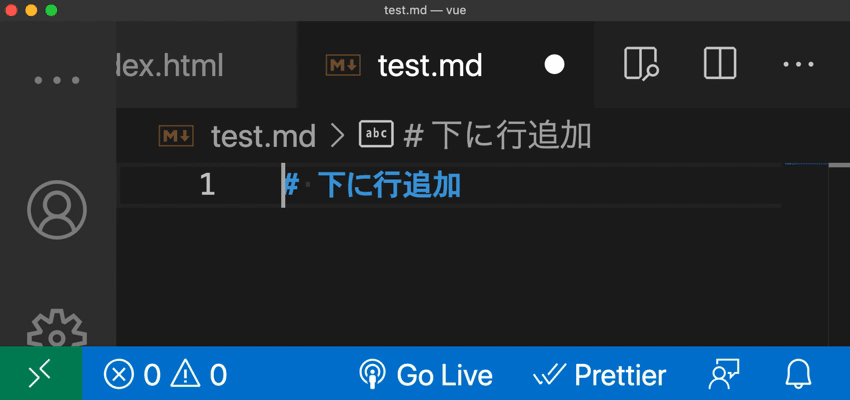 test.md — vue
dex.html
M↓ test.md
M↓ test.md > abc # 下に行追加
1 # 下に行追加
0 0 Go Live Prettier